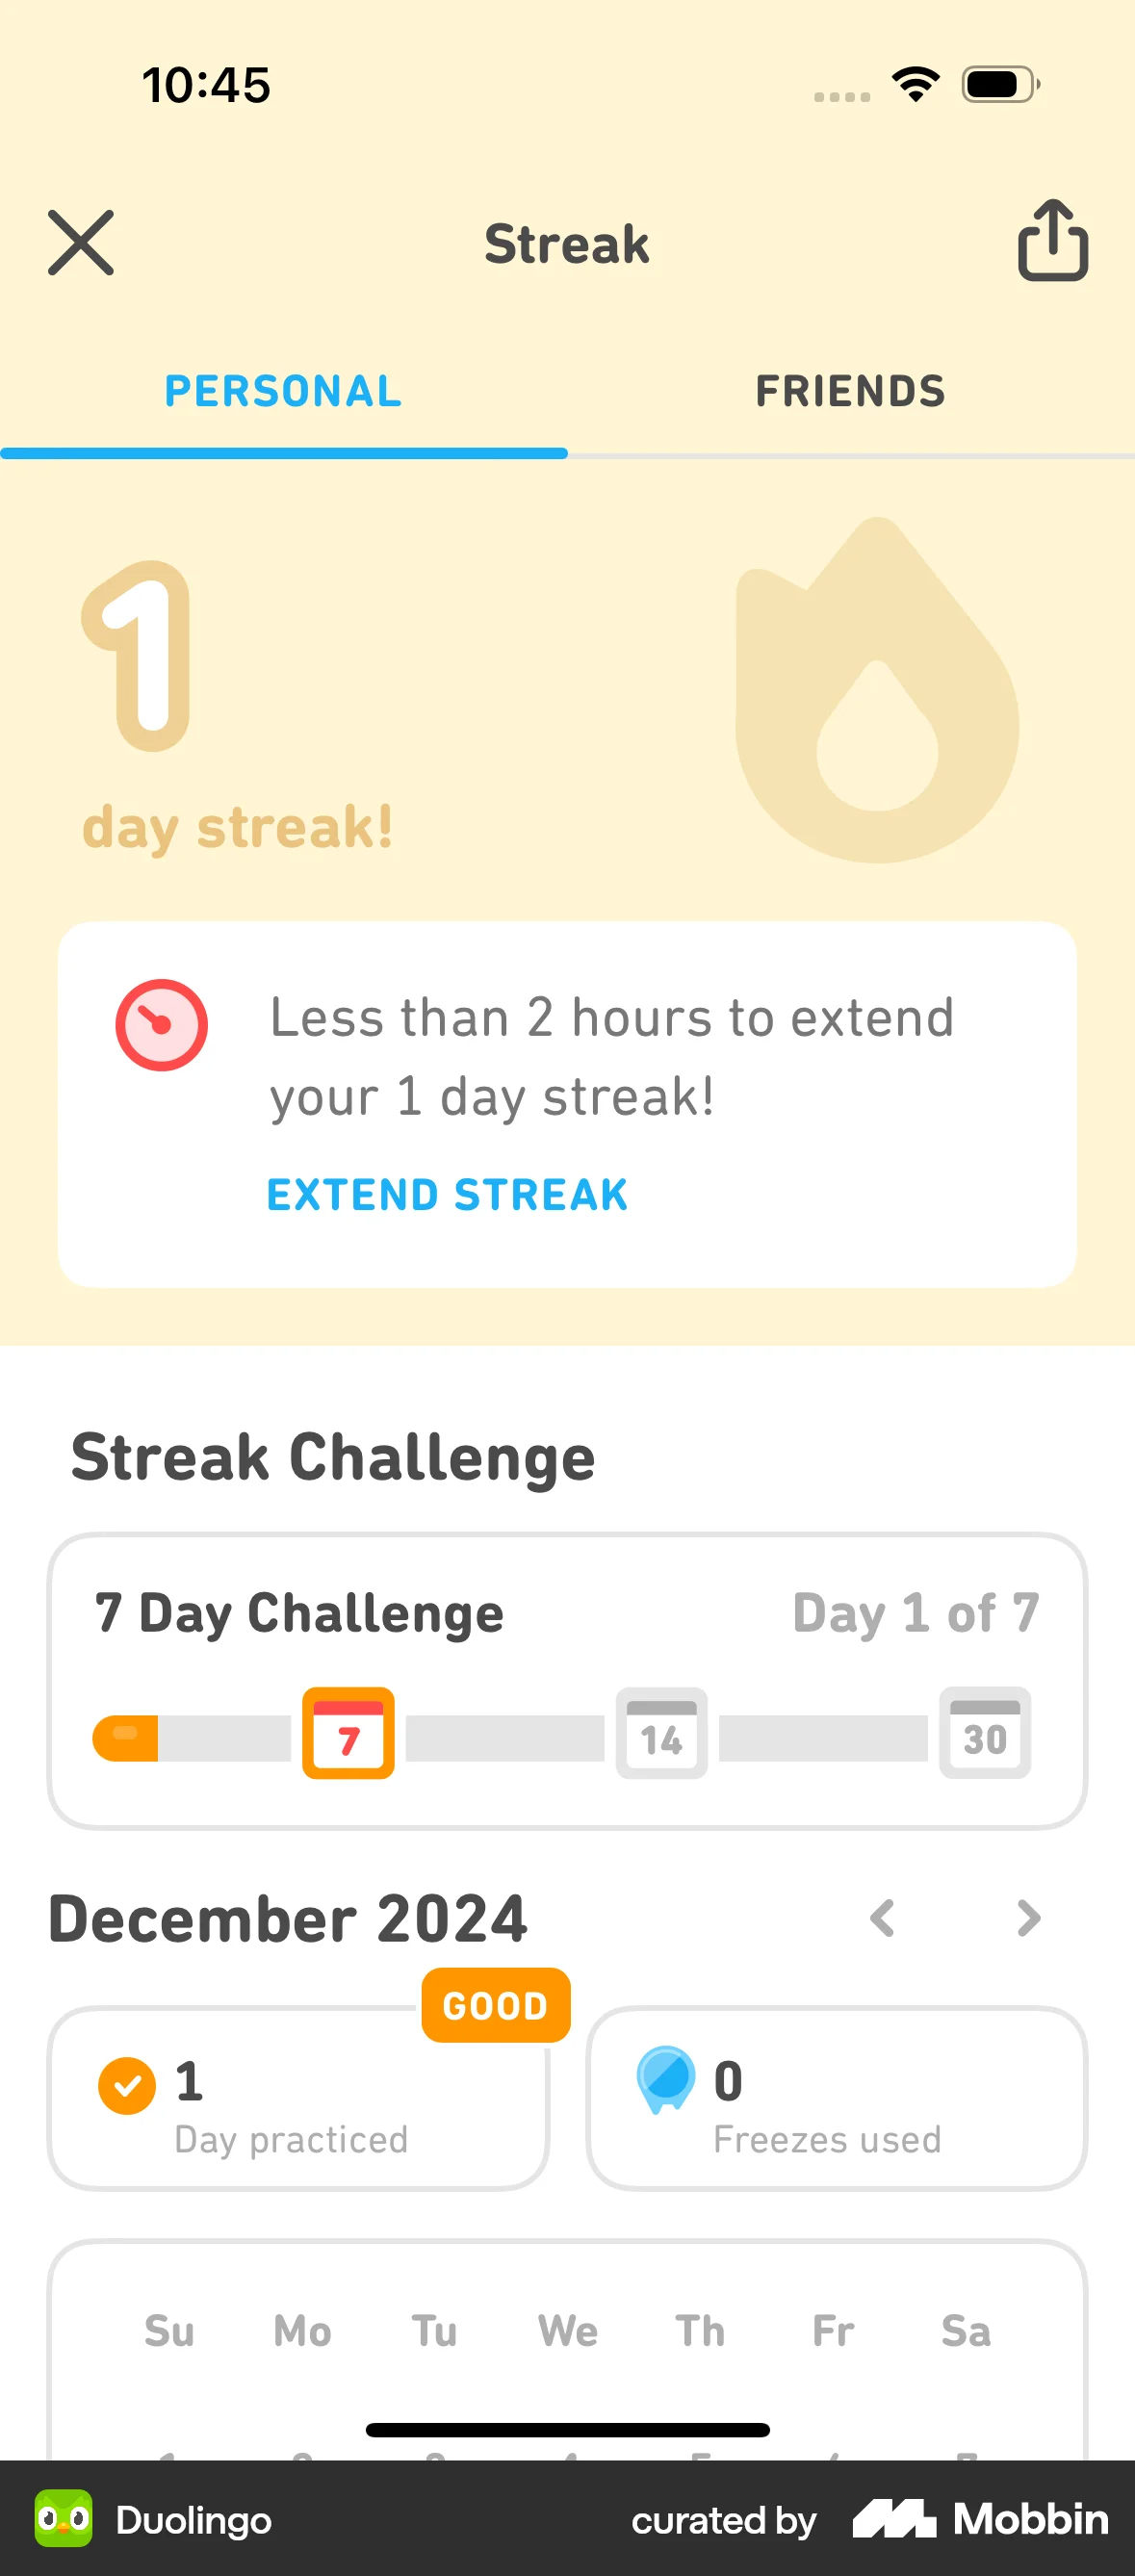 10:45
Streak
PERSONAL
FRIENDS
1
day streak!
Less than 2 hours to extend
your 1 day streak!
EXTEND STREAK
Streak Challenge
7 Day Challenge
Day 1 of 7
7
14
30
December 2024
GOOD
1
Day practiced
0
Freezes used
Su Mo Tu We Th Fr Sa
Duolingo
curated by Mobbin